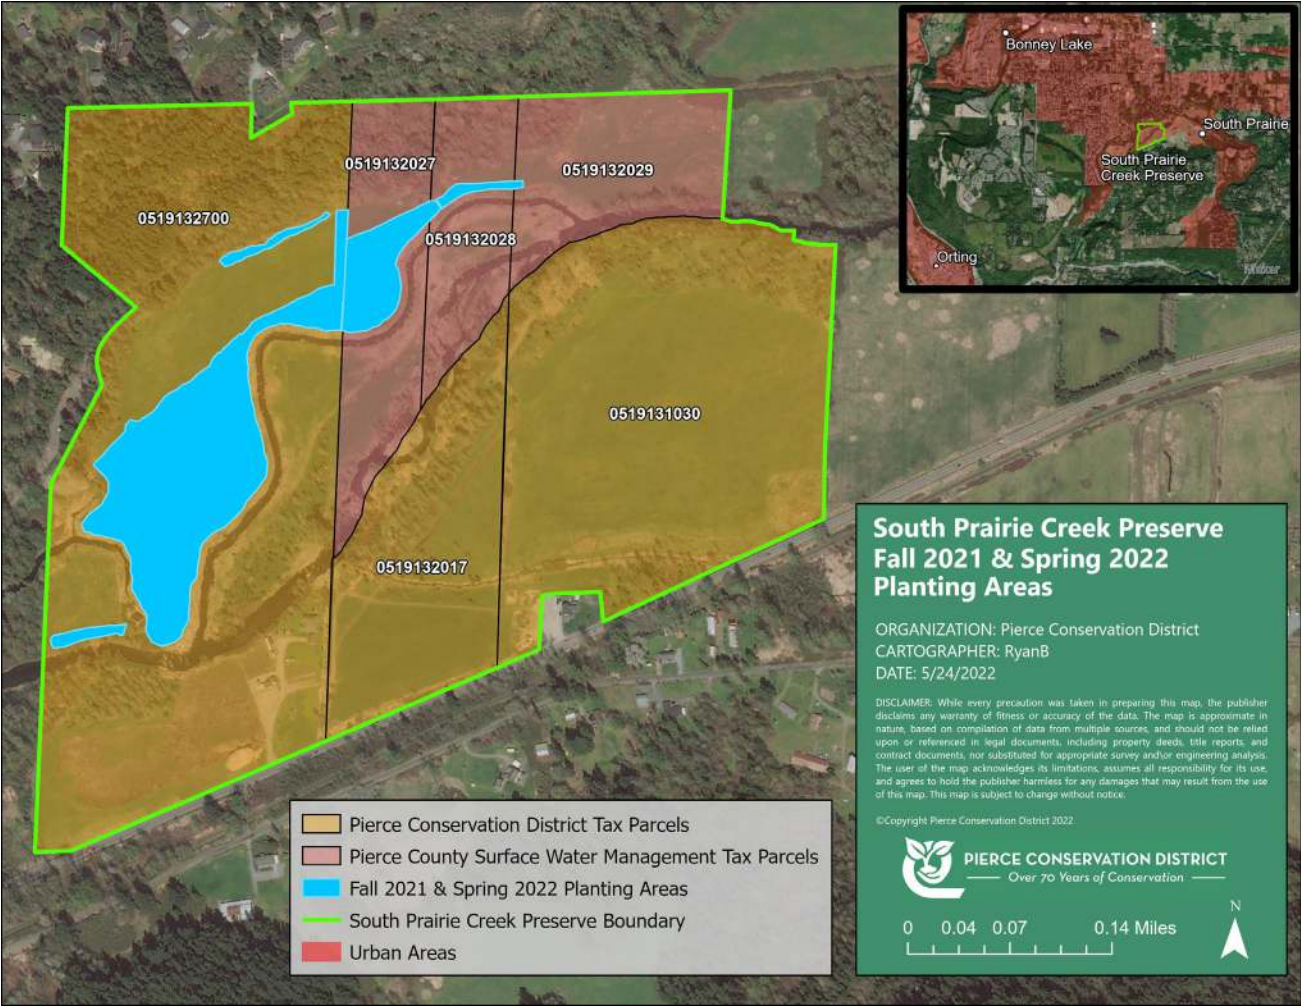 Bonney Lake
South Prairie
South Prairie
Creek Preserve
Orting
0519132027
0519132029
0519132700
0519132028
0519131030
0519132017
South Prairie Creek Preserve
Fall 2021 & Spring 2022
Planting Areas
ORGANIZATION: Pierce Conservation District
CARTOGRAPHER: RyanB
DATE: 5/24/2022
DISCLAIMER: While every precaution was taken in preparing this map, the publisher
disclaims any warranty of fitness or accuracy of the data. The map is approximate in
nature, based on compilation of data from multiple sources, and should not be relied
upon or referenced in legal documents, including property deeds, title reports, and
contract documents, nor substituted for appropriate survey and\or engineering analysis.
The user of the map acknowledges its limitations, assumes all responsibility for its use,
and agrees to hold the publisher harmless for any damages that may result from the use
of this map. This map is subject to change without notice.
©Copyright Pierce Conservation District 2022
PIERCE CONSERVATION DISTRICT
Over 70 Years of Conservation
N
0 0.04 0.07 0.14 Miles
Pierce Conservation District Tax Parcels
Pierce County Surface Water Management Tax Parcels
Fall 2021 & Spring 2022 Planting Areas
South Prairie Creek Preserve Boundary
Urban Areas